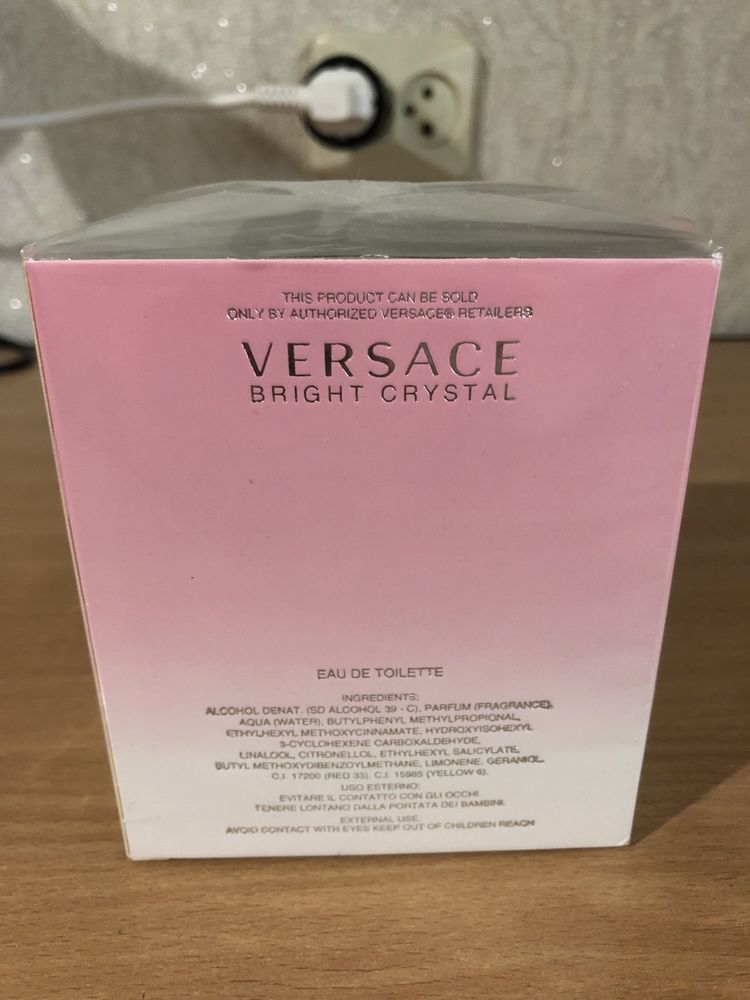 THIS PRODUCT CAN BE SOLD
ONLY BY AUTHORIZED VERSACE® RETAILERS
VERSACE
BRIGHT CRYSTAL
EAU DE TOILETTE
INGREDIENTS:
ALCOHOL DENAT. (SD ALCOHOL 39 - C), PARFUM (FRAGRANCE),
AQUA (WATER), BUTYLPHENYL METHYLPROPIONAL,
ETHYLHEXYL METHOXYCINNAMATE, HYDROXYISOHEXYL
3-CYCLOHEXENE CARBOXALDEHYDE,
LINALOOL, CITRONELLOL, ETHYLHEXYL SALICYLATE,
BUTYL METHOXYDIBENZOYLMETHANE, LIMONENE, GERANIOL.
C.I. 17200 (RED 33), C.I. 15985 (YELLOW 6).
USO ESTERNO:
EVITARE IL CONTATTO CON GLI OCCHI.
TENERE LONTANO DALLA PORTATA DEI BAMBINI.
EXTERNAL USE.
AVOID CONTACT WITH EYES KEEP OUT OF CHILDREN REACH